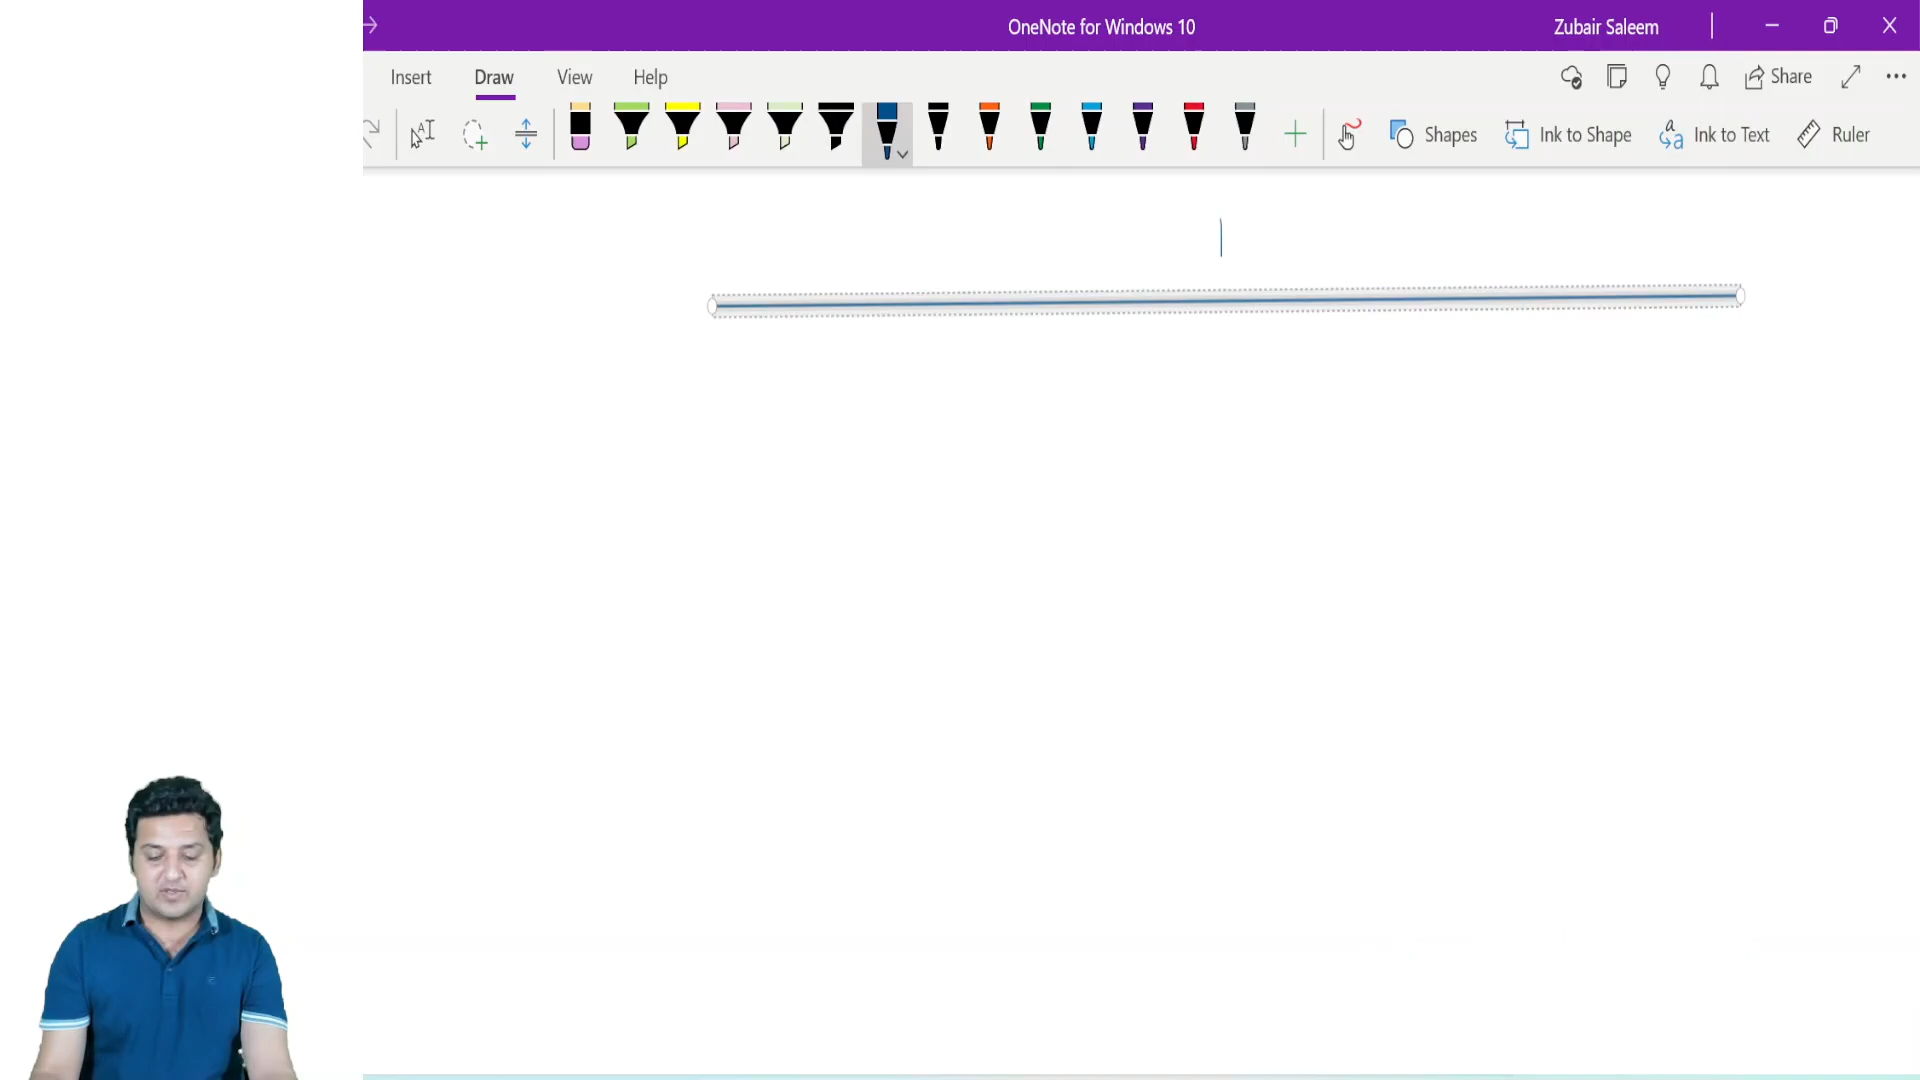 OneNote for Windows 10
Zubair Saleem
Insert
Draw
View
Help
Share
Shapes
Ink to Shape
Ink to Text
Ruler